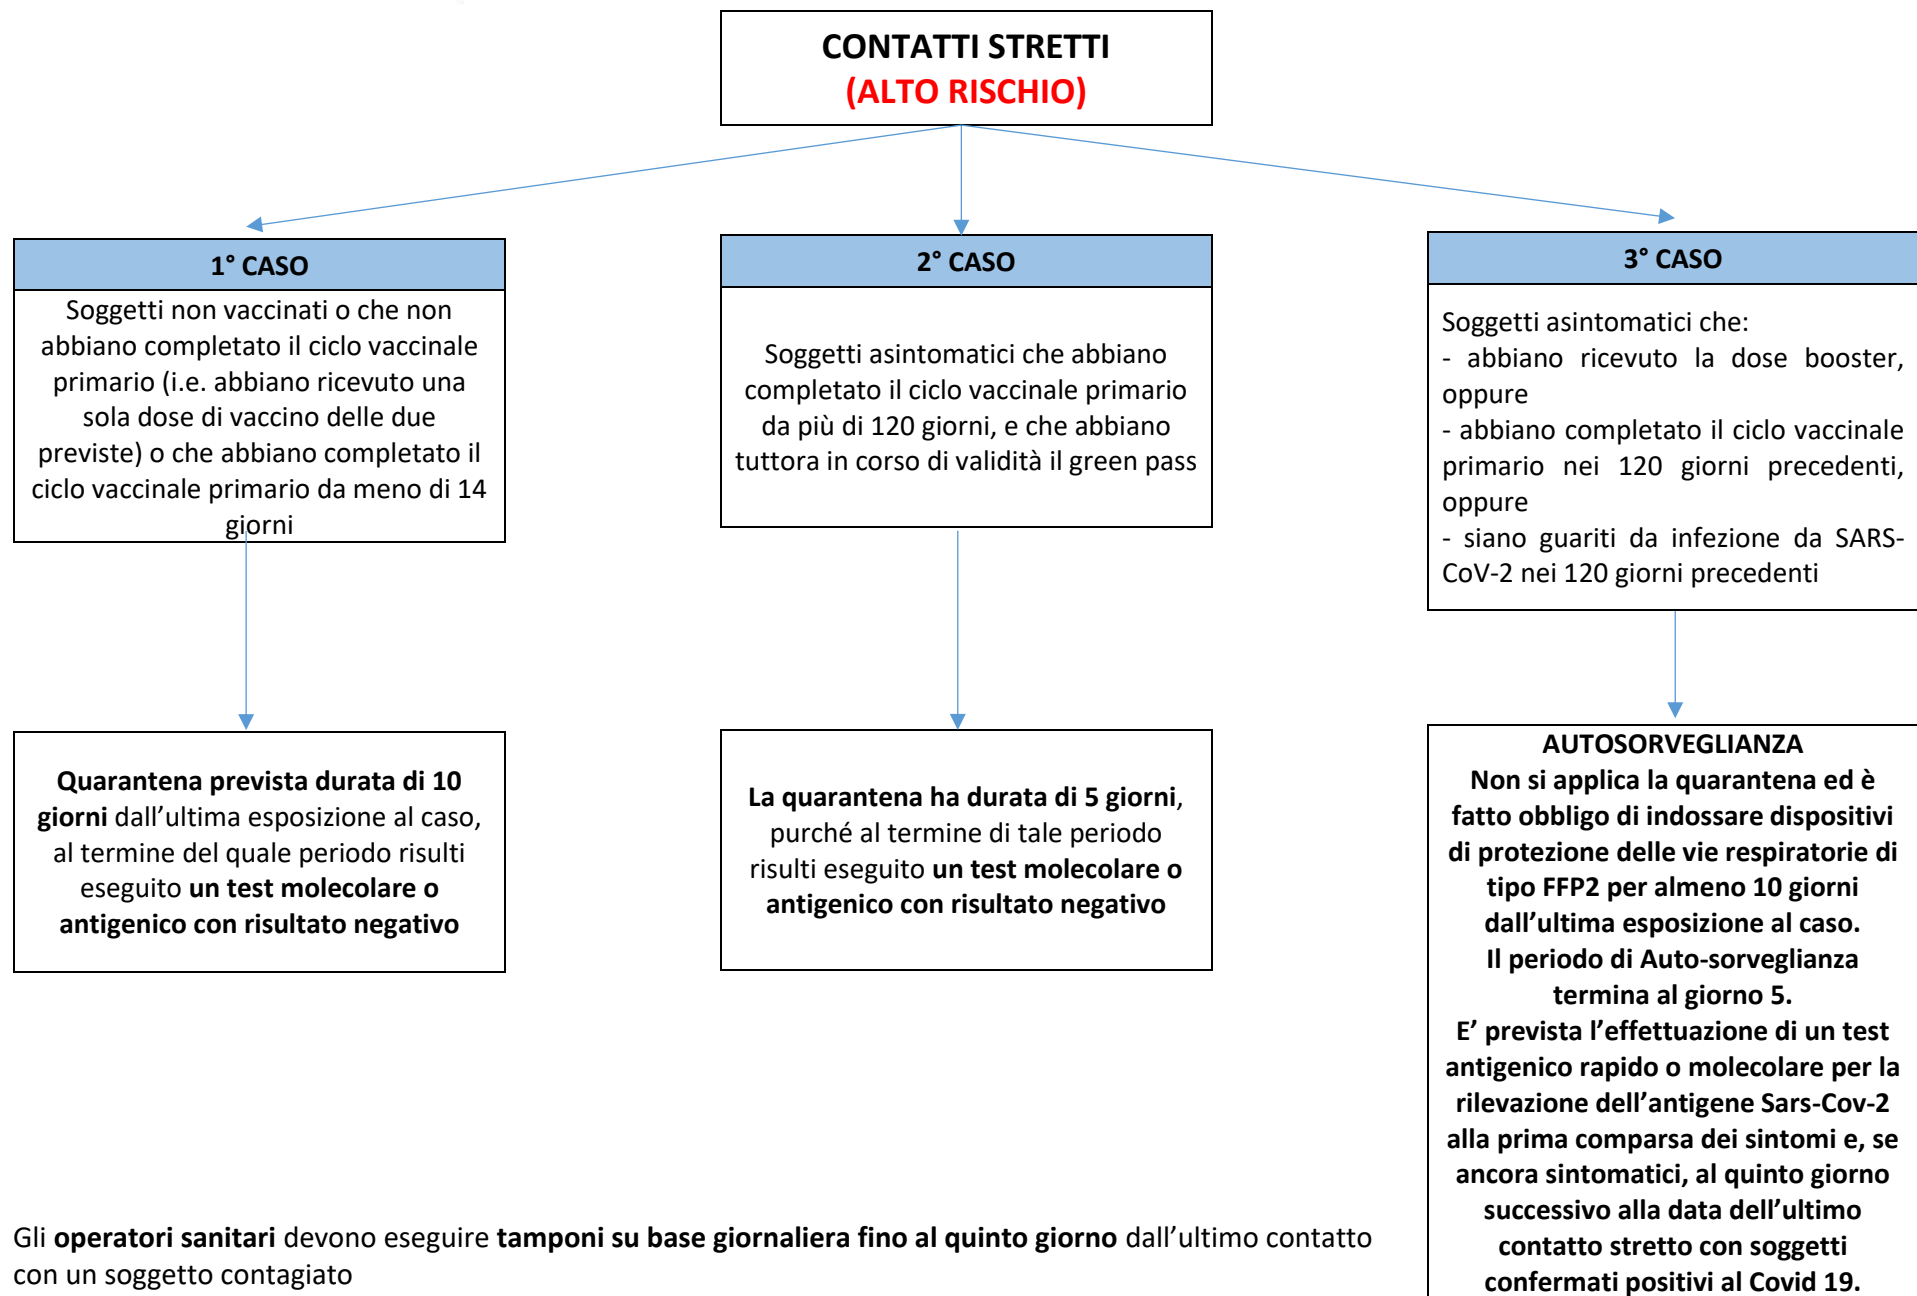 CONTATTI STRETTI
(ALTO RISCHIO)
1° CASO
Soggetti non vaccinati o che non
abbiano completato il ciclo vaccinale
primario (i.e. abbiano ricevuto una
sola dose di vaccino delle due
previste) o che abbiano completato il
ciclo vaccinale primario da meno di 14
giorni
Quarantena prevista durata di 10
giorni dall’ultima esposizione al caso,
al termine del quale periodo risulti
eseguito un test molecolare o
antigenico con risultato negativo
2° CASO
Soggetti asintomatici che abbiano
completato il ciclo vaccinale primario
da più di 120 giorni, e che abbiano
tuttora in corso di validità il green pass
La quarantena ha durata di 5 giorni,
purché al termine di tale periodo
risulti eseguito un test molecolare o
antigenico con risultato negativo
3° CASO
Soggetti asintomatici che:
- abbiano ricevuto la dose booster,
oppure
- abbiano completato il ciclo vaccinale
primario nei 120 giorni precedenti,
oppure
- siano guariti da infezione da SARS-
CoV-2 nei 120 giorni precedenti
AUTOSORVEGLIANZA
Non si applica la quarantena ed è
fatto obbligo di indossare dispositivi
di protezione delle vie respiratorie di
tipo FFP2 per almeno 10 giorni
dall’ultima esposizione al caso.
Il periodo di Auto-sorveglianza
termina al giorno 5.
E’ prevista l’effettuazione di un test
antigenico rapido o molecolare per la
rilevazione dell’antigene Sars-Cov-2
alla prima comparsa dei sintomi e, se
ancora sintomatici, al quinto giorno
successivo alla data dell’ultimo
contatto stretto con soggetti
confermati positivi al Covid 19.
Gli operatori sanitari devono eseguire tamponi su base giornaliera fino al quinto giorno dall’ultimo contatto
con un soggetto contagiato